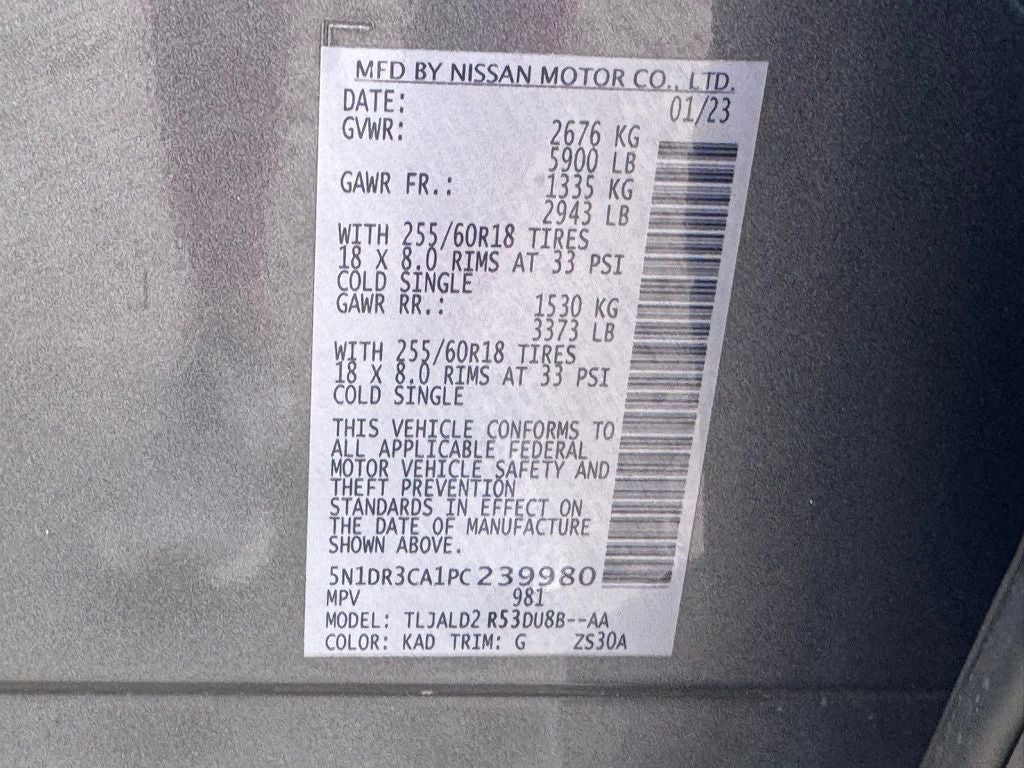 MFD BY NISSAN MOTOR CO., LTD.
DATE: 01/23
GVWR: 2676 KG
5900 LB
GAWR FR.: 1335 KG
2943 LB
WITH 255/60R18 TIRES
18 X 8.0 RIMS AT 33 PSI
COLD SINGLE
GAWR RR.: 1530 KG
3373 LB
WITH 255/60R18 TIRES
18 X 8.0 RIMS AT 33 PSI
COLD SINGLE
THIS VEHICLE CONFORMS TO
ALL APPLICABLE FEDERAL
MOTOR VEHICLE SAFETY AND
THEFT PREVENTION
STANDARDS IN EFFECT ON
THE DATE OF MANUFACTURE
SHOWN ABOVE.
5N1DR3CA1PC239980
MPV 981
MODEL: TLJALD2 R53DU8B--AA
COLOR: KAD TRIM: G ZS30A